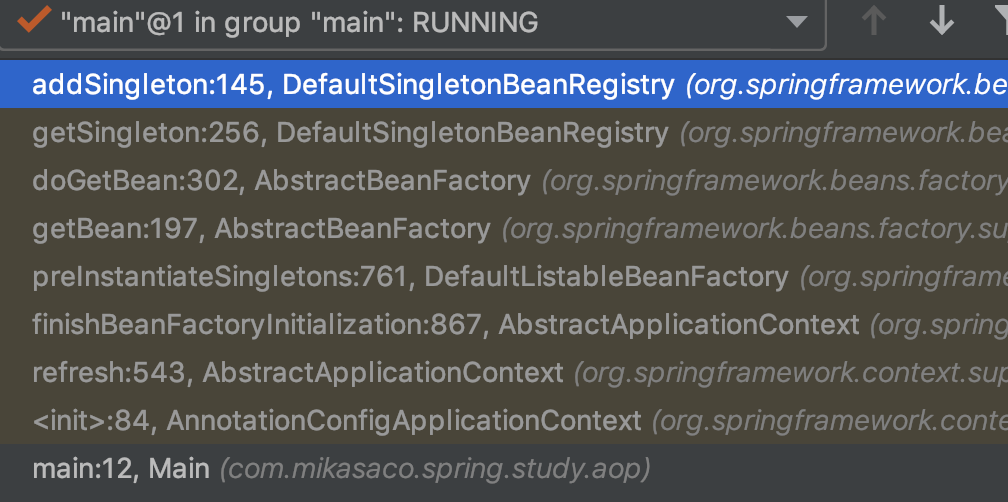 "main"@1 in group "main": RUNNING
addSingleton:145, DefaultSingletonBeanRegistry (org.springframework.be
getSingleton:256, DefaultSingletonBeanRegistry (org.springframework.bea
doGetBean:302, AbstractBeanFactory (org.springframework.beans.factory
getBean:197, AbstractBeanFactory (org.springframework.beans.factory.su
preInstantiateSingletons:761, DefaultListableBeanFactory (org.springframe
finishBeanFactoryInitialization:867, AbstractApplicationContext (org.spring
refresh:543, AbstractApplicationContext (org.springframework.context.sup
<init>:84, AnnotationConfigApplicationContext (org.springframework.conte
main:12, Main (com.mikasaco.spring.study.aop)